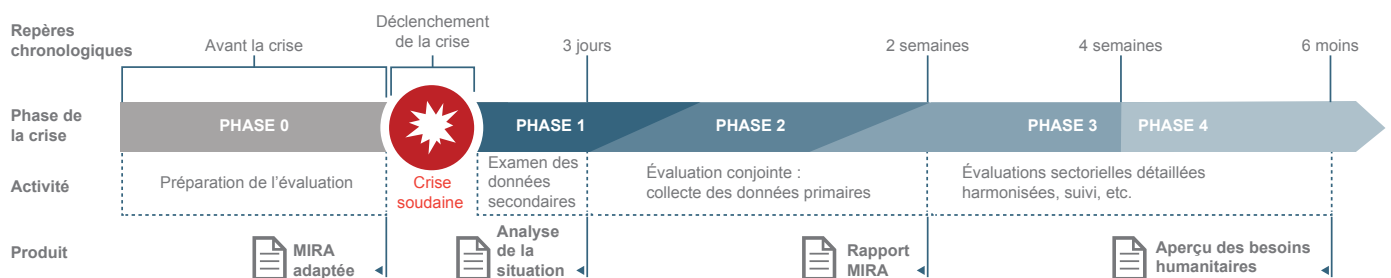 Repères
chronologiques
Avant la crise
Déclenchement
de la crise
3 jours
2 semaines
4 semaines
6 moins
Phase de
la crise
PHASE 0
PHASE 1
PHASE 2
PHASE 3
PHASE 4
Activité
Préparation de l'évaluation
Crise
soudaine
Examen des
données
secondaires
Évaluation conjointe :
collecte des données primaires
Évaluations sectorielles détaillées
harmonisées, suivi, etc.
Produit
MIRA
adaptée
Analyse
de la
situation
Rapport
MIRA
Aperçu des besoins
humanitaires